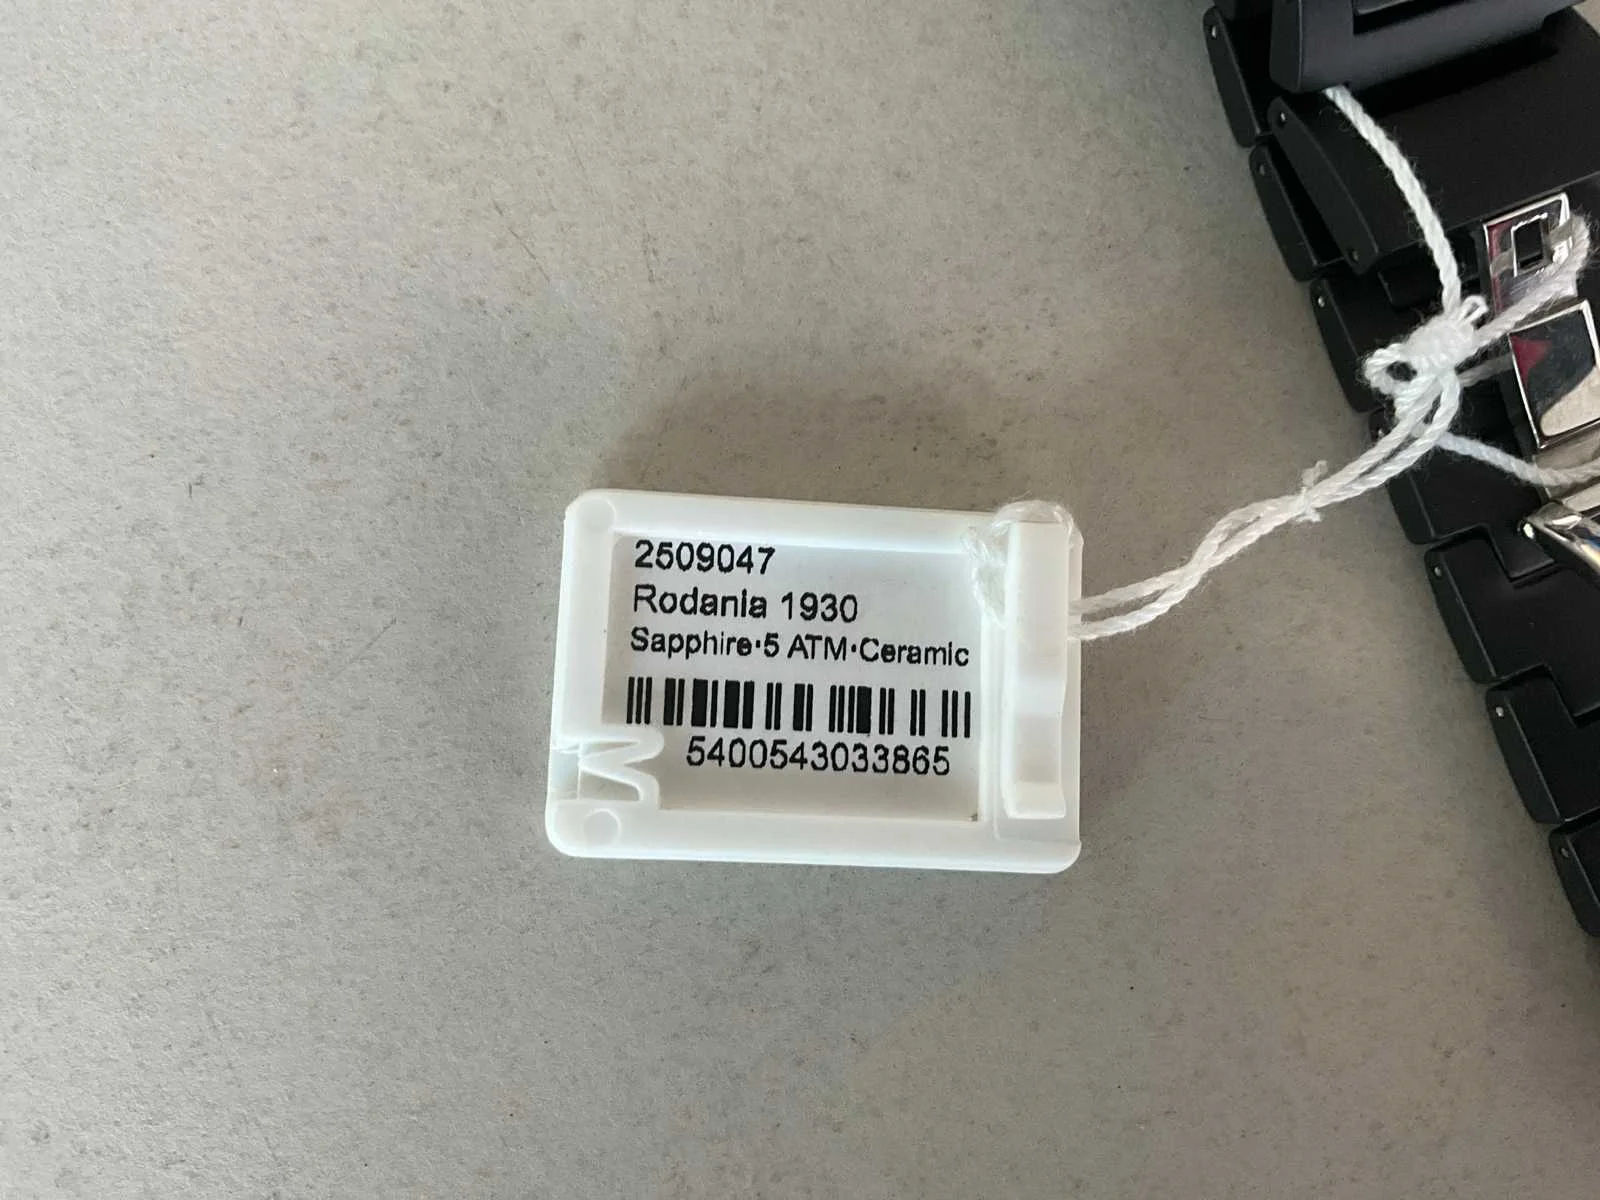 2509047
Rodania 1930
Sapphire·5 ATM·Ceramic
5400543033865